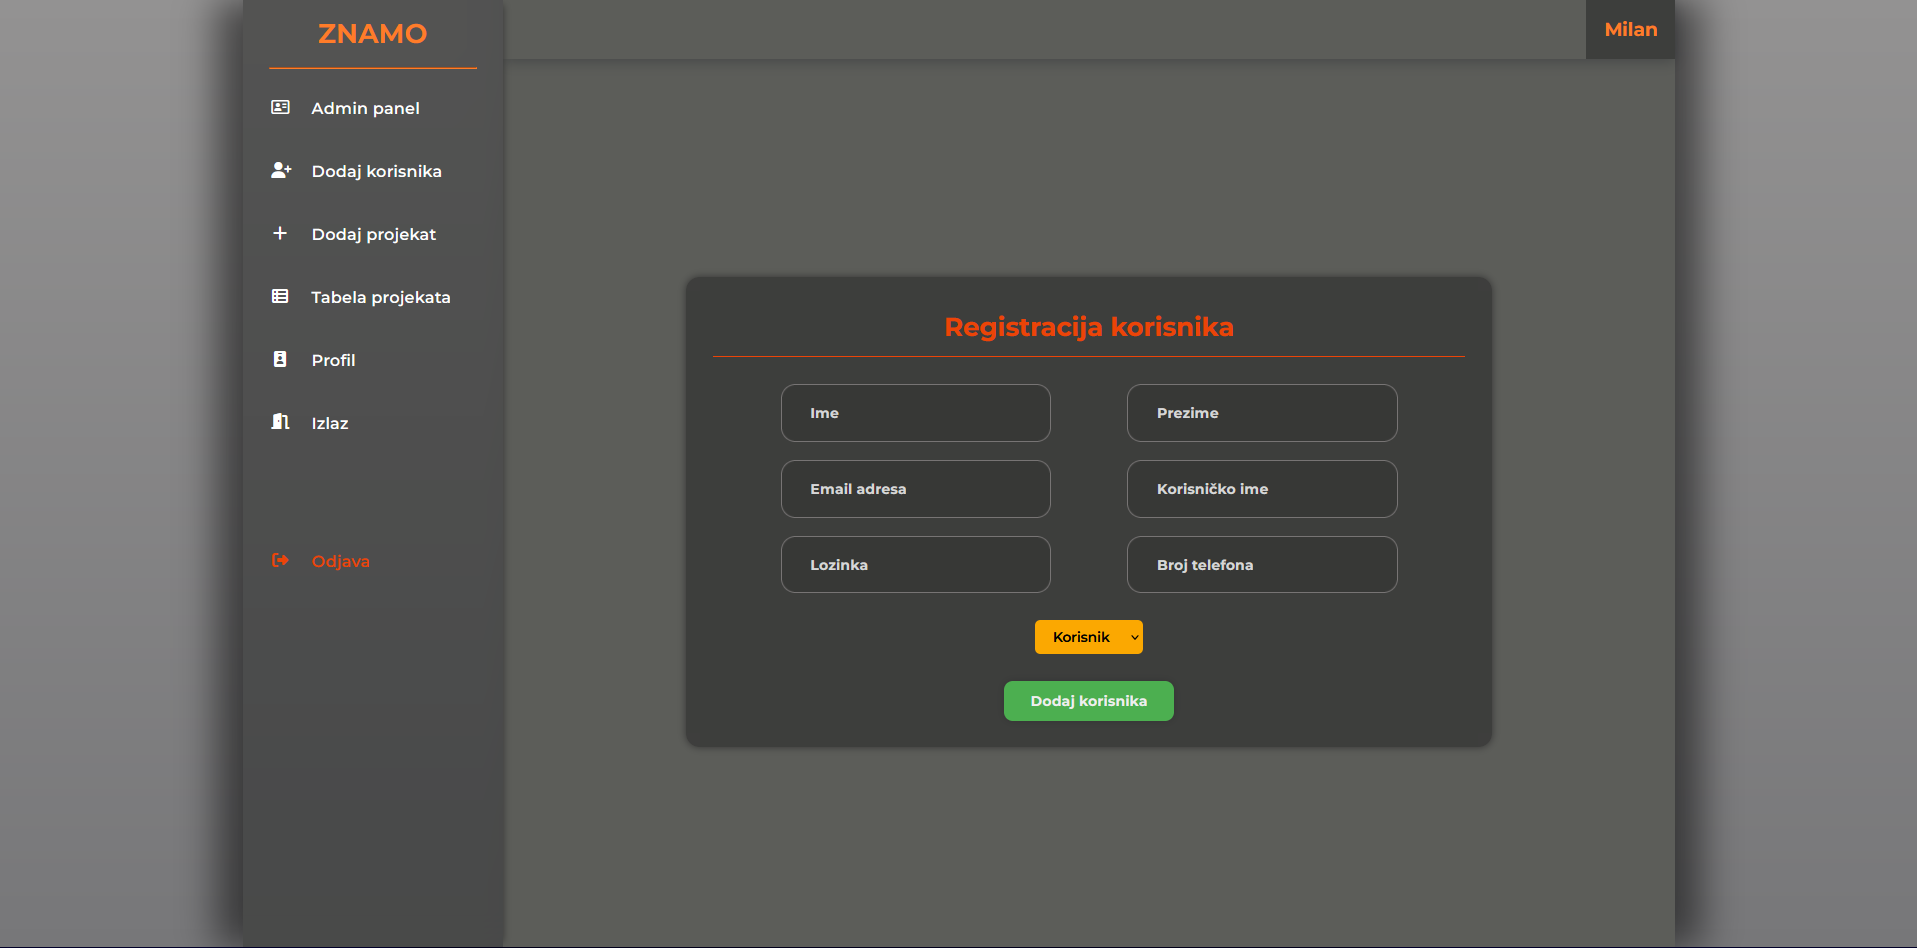 ZNAMO
Milan
Admin panel
Dodaj korisnika
Dodaj projekat
Tabela projekata
Profil
Izlaz
Odjava
Registracija korisnika
Ime
Prezime
Email adresa
Korisničko ime
Lozinka
Broj telefona
Korisnik
Dodaj korisnika